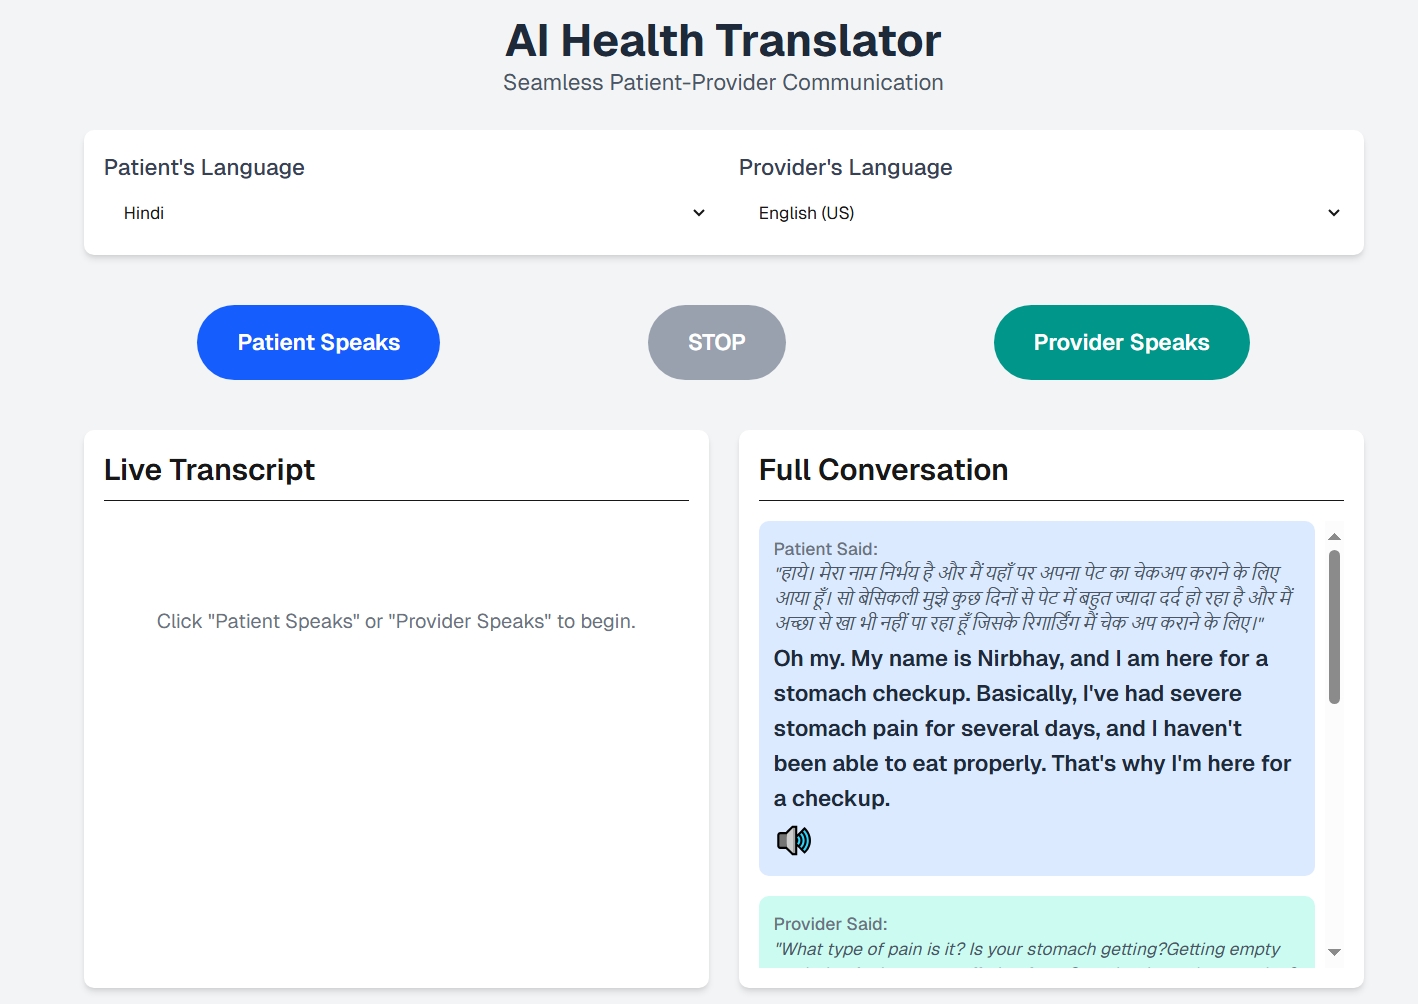 AI Health Translator
Seamless Patient-Provider Communication
Patient's Language
Provider's Language
Hindi
English (US)
Patient Speaks
STOP
Provider Speaks
Live Transcript
Click "Patient Speaks" or "Provider Speaks" to begin.
Full Conversation
Patient Said:
"हाये। मेरा नाम निर्भय है और मैं यहाँ पर अपना पेट का चेकअप कराने के लिए
आया हूँ। सो बेसिकली मुझे कुछ दिनों से पेट में बहुत ज्यादा दर्द हो रहा है और मैं
अच्छा से खा भी नहीं पा रहा हूँ जिसके रिगार्डिंग मैं चेक अप कराने के लिए।"
Oh my. My name is Nirbhay, and I am here for a
stomach checkup. Basically, I've had severe
stomach pain for several days, and I haven't
been able to eat properly. That's why I'm here for
a checkup.
Provider Said:
"What type of pain is it? Is your stomach getting?Getting empty